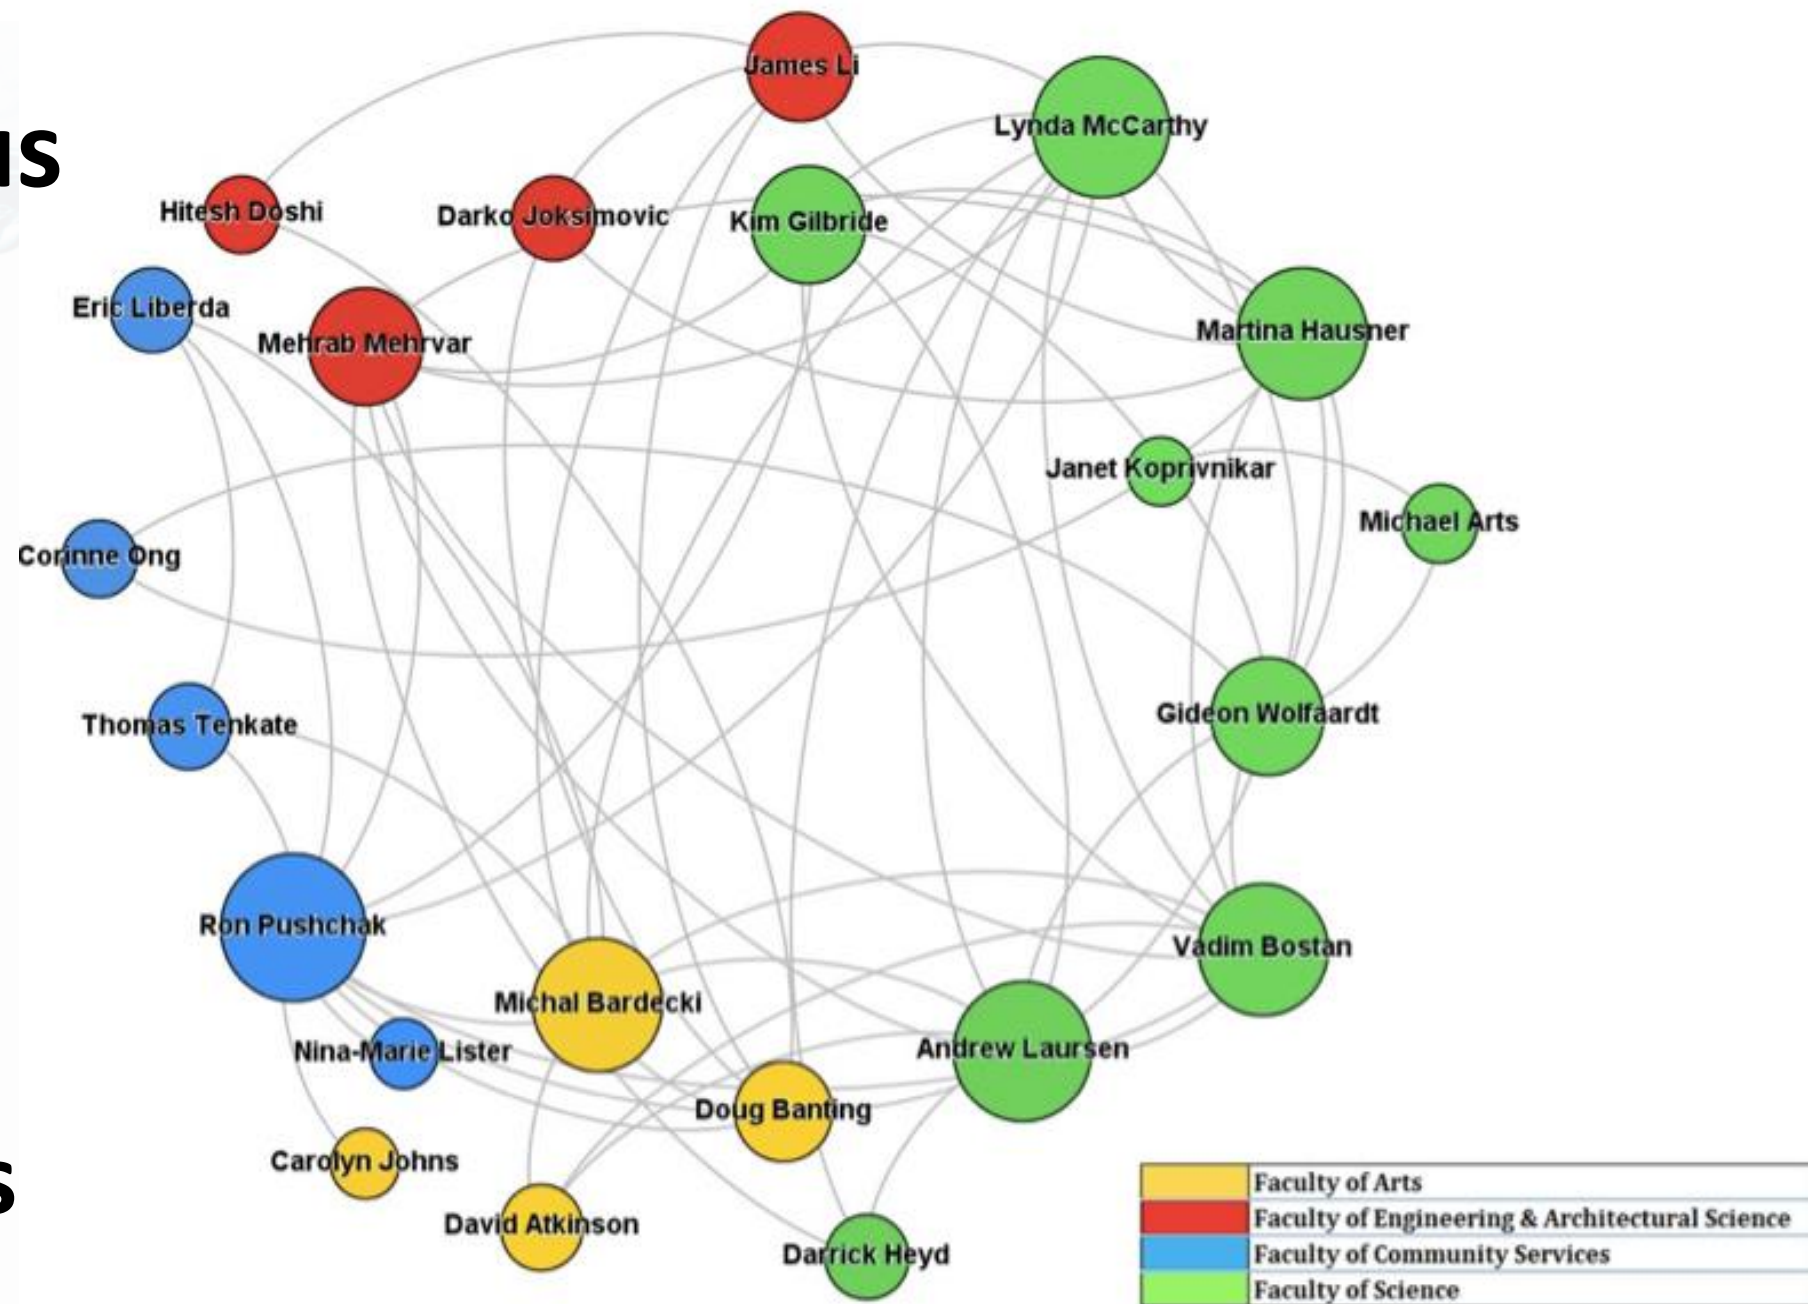 James Li
Lynda McCarthy
IS
Hitesh Doshi
Darko Joksimovic
Kim Gilbride
Eric Liberda
Mehrab Mehrvar
Martina Hausner
Janet Koprivnikar
Michael Arts
Corinne Ong
Gideon Wolfaardt
Thomas Tenkate
Ron Pushchak
Vadim Bostan
Michal Bardecki
Nina-Marie Lister
Andrew Laursen
Doug Banting
Carolyn Johns
s
David Atkinson
Darrick Heyd
Faculty of Arts
Faculty of Engineering & Architectural Science
Faculty of Community Services
Faculty of Science